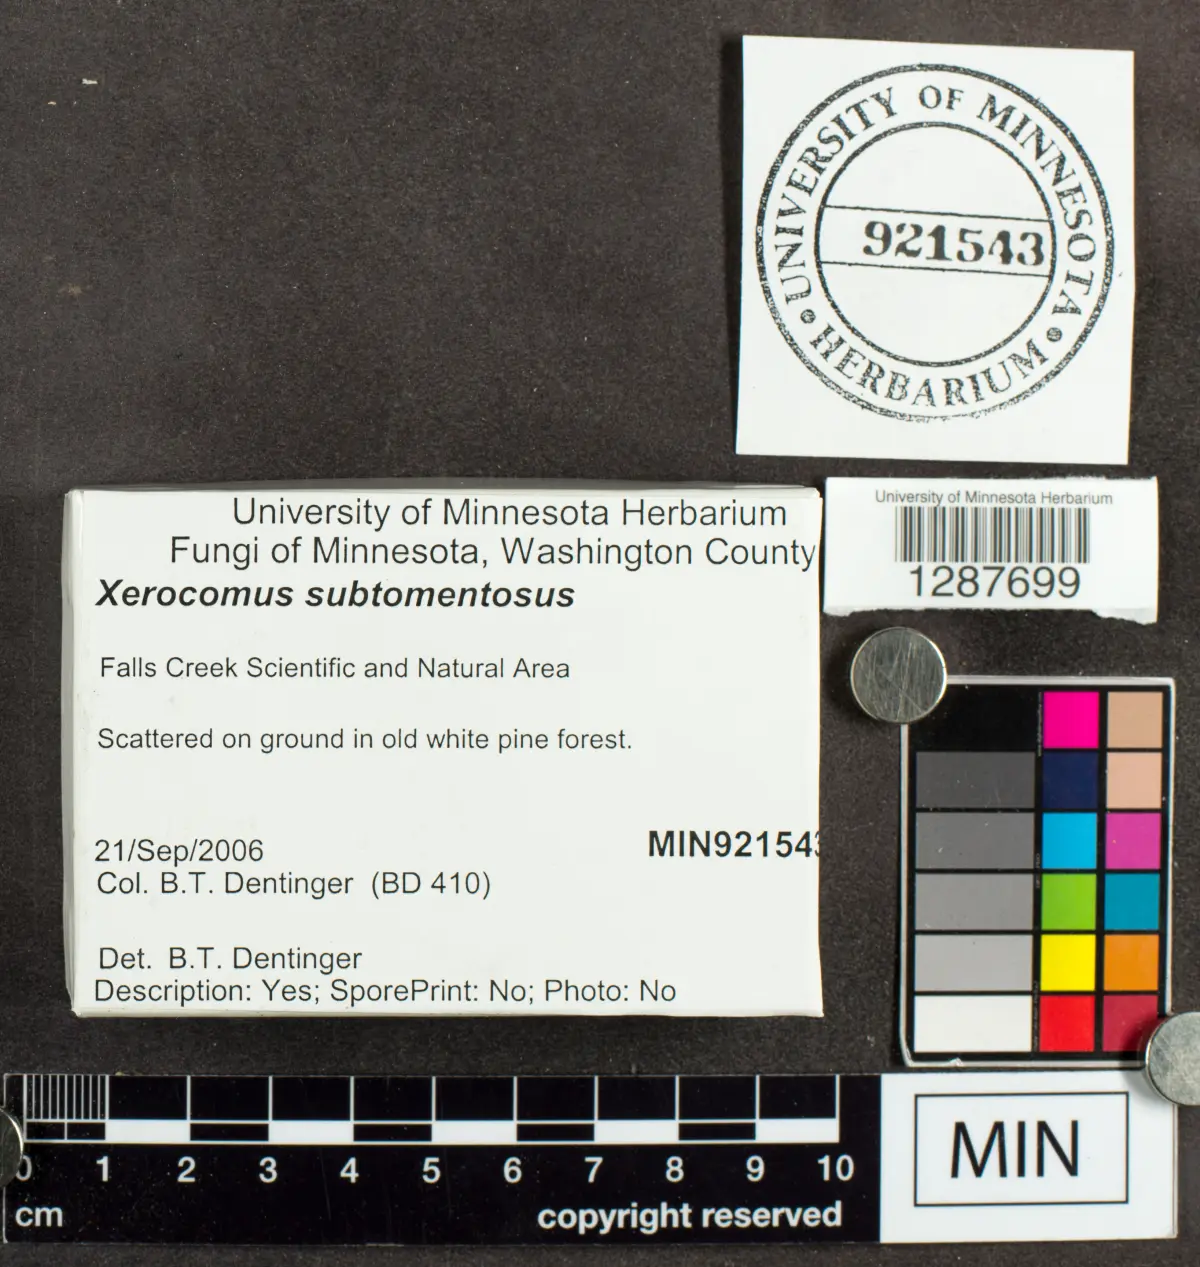 UNIVERSITY OF MINNESOTA
921543
• HERBARIUM •
University of Minnesota Herbarium
1287699
University of Minnesota Herbarium
Fungi of Minnesota, Washington County
Xerocomus subtomentosus
Falls Creek Scientific and Natural Area
Scattered on ground in old white pine forest.
21/Sep/2006
MIN921543
Col. B.T. Dentinger (BD 410)
Det. B.T. Dentinger
Description: Yes; SporePrint: No; Photo: No
0 1 2 3 4 5 6 7 8 9 10
cm
copyright reserved
MIN